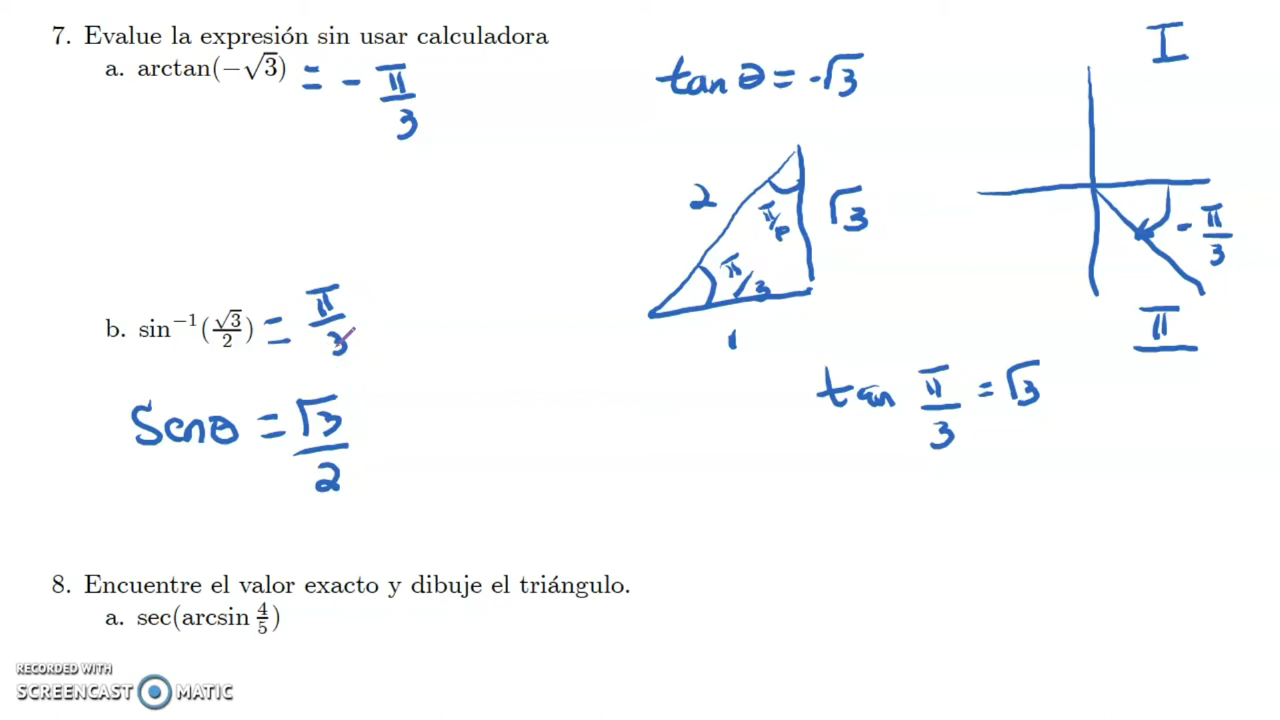 7. Evalue la expresión sin usar calculadora
a. arctan(−√3) = - π/3
tan θ = -√3
I
2
√3
π/6
π/3
1
- π/3
II
tan π/3 = √3
b. sin⁻¹(√3/2) = π/3
Sen θ = √3/2
8. Encuentre el valor exacto y dibuje el triángulo.
a. sec(arcsin 4/5)
RECORDED WITH
SCREENCAST MATIC